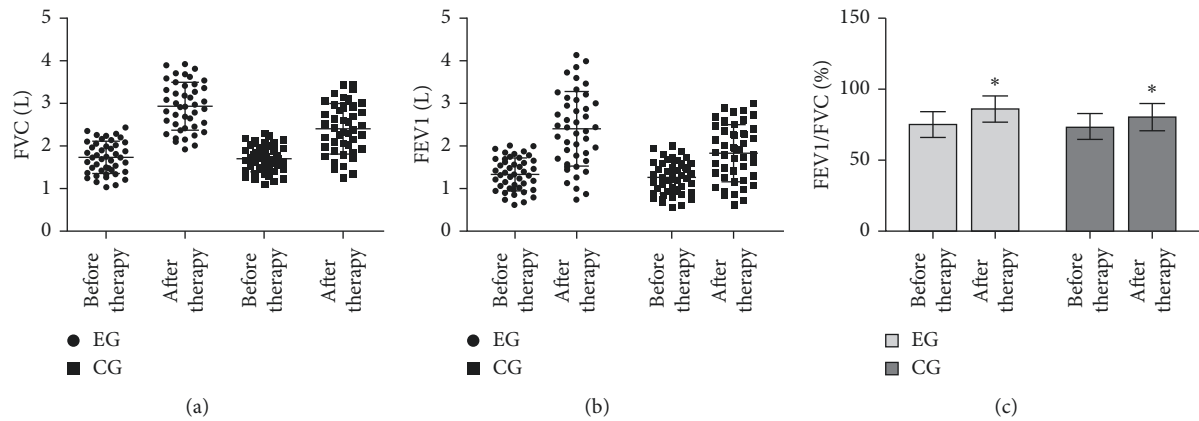 FVC (L)
5
4
3
2
1
0
Before
therapy
After
therapy
Before
therapy
After
therapy
EG
CG
(a)
FEV1 (L)
5
4
3
2
1
0
Before
therapy
After
therapy
Before
therapy
After
therapy
EG
CG
(b)
FEV1/FVC (%)
150
100
50
0
*
*
Before
therapy
After
therapy
Before
therapy
After
therapy
EG
CG
(c)